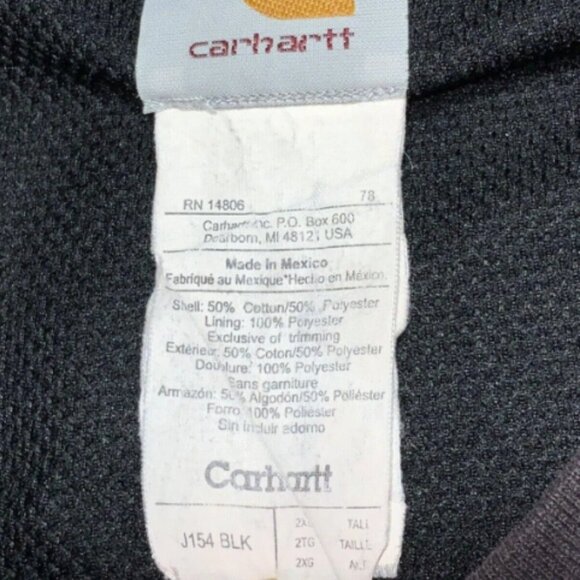 carhartt
RN 14806 78
Carhartt Inc. P.O. Box 600
Dearborn, MI 48121 USA
Made in Mexico
Fabriqué au Mexique*Hecho en México
Shell: 50% Cotton/50% Polyester
Lining: 100% Polyester
Exclusive of trimming
Extérieur: 50% Coton/50% Polyester
Doublure: 100% Polyester
Sans garniture
Armazón: 50% Algodón/50% Poliéster
Forro: 100% Poliester
Sin incluir adorno
Carhartt
J154 BLK
2XL TALL
2TG TAILLE
2XG